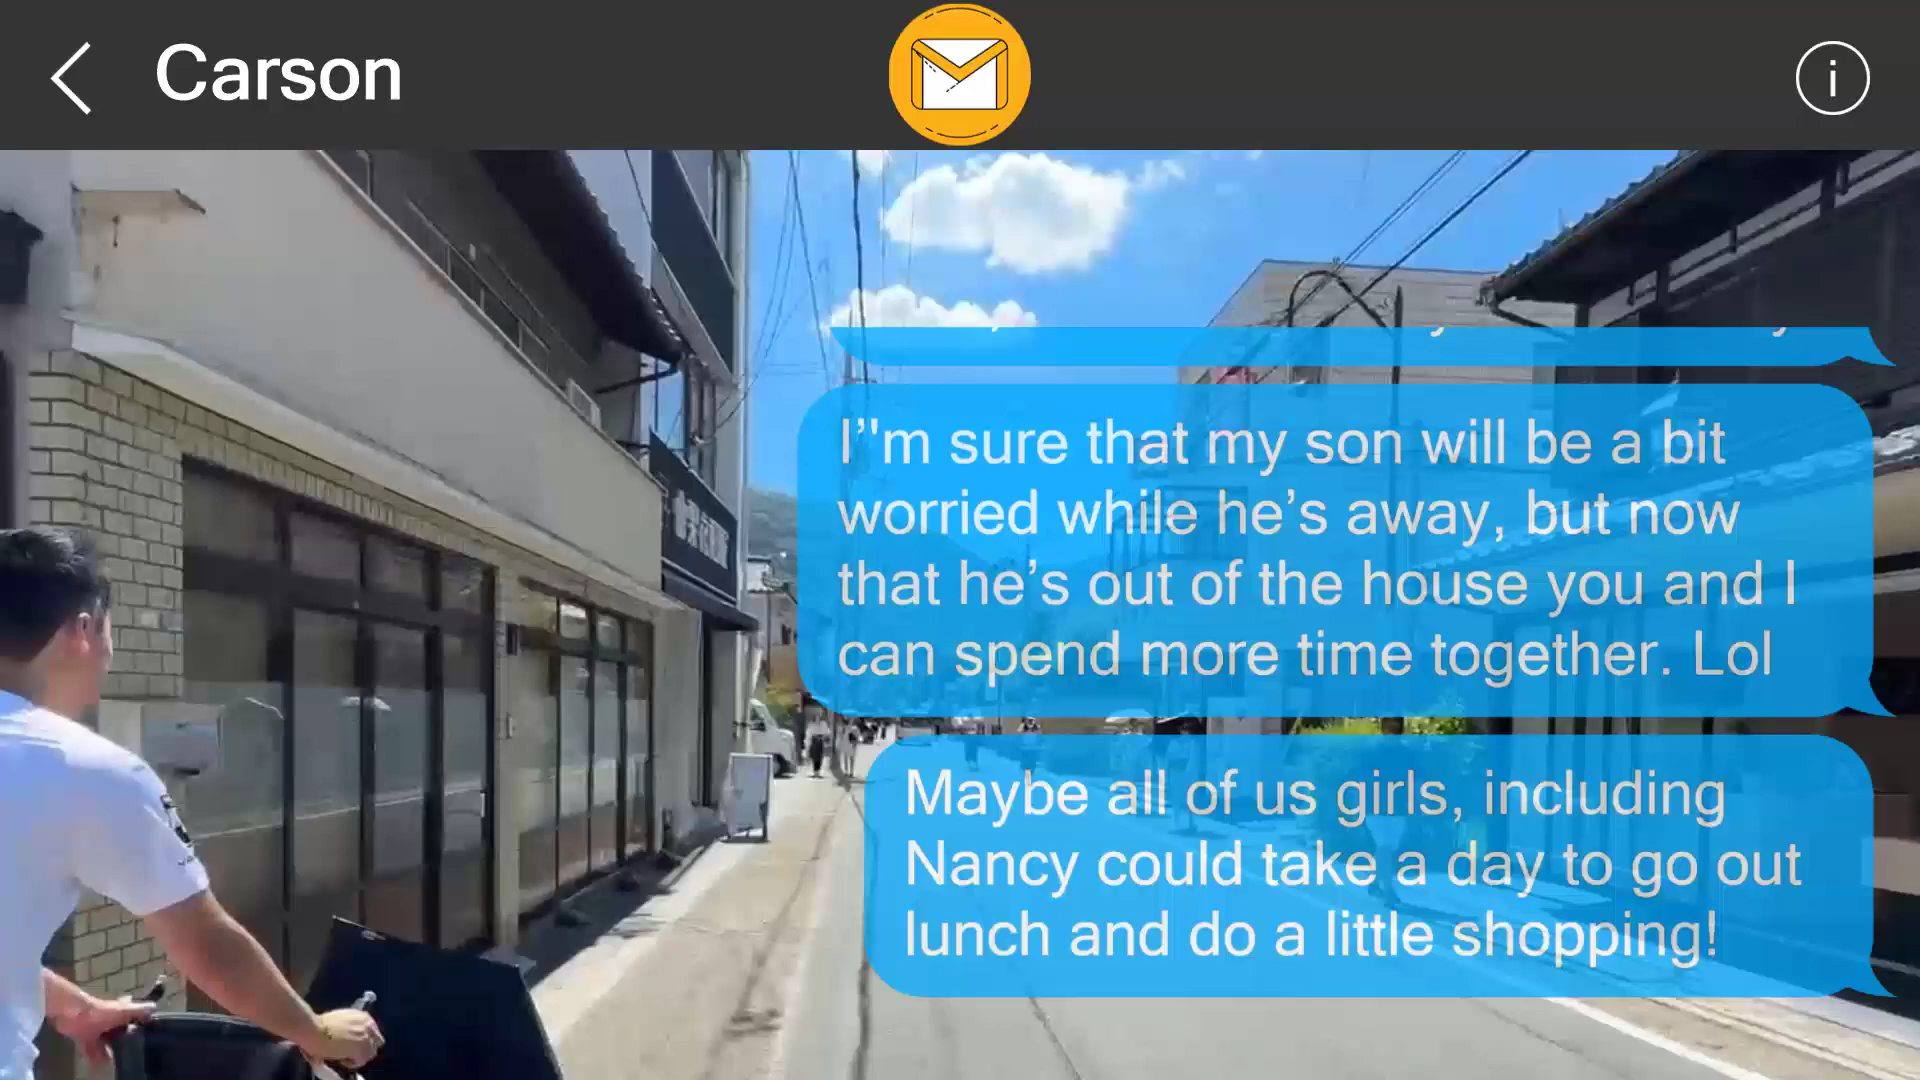 Carson
I’"m sure that my son will be a bit
worried while he’s away, but now
that he’s out of the house you and I
can spend more time together. Lol
Maybe all of us girls, including
Nancy could take a day to go out
lunch and do a little shopping!